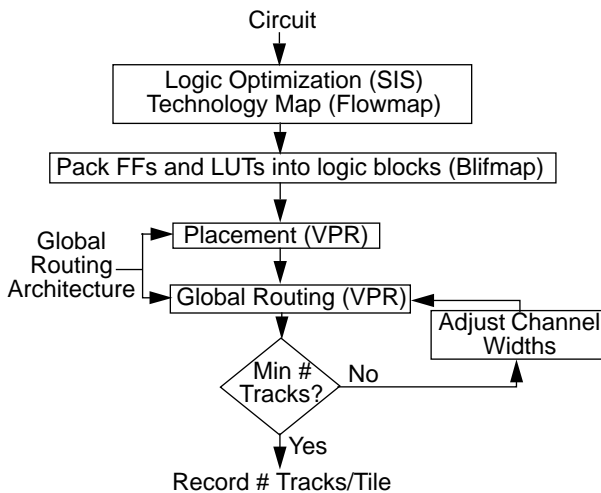 Circuit
Logic Optimization (SIS)
Technology Map (Flowmap)
Pack FFs and LUTs into logic blocks (Blifmap)
Global
Routing
Architecture
Placement (VPR)
Global Routing (VPR)
Adjust Channel
Widths
Min #
Tracks?
No
Yes
Record # Tracks/Tile